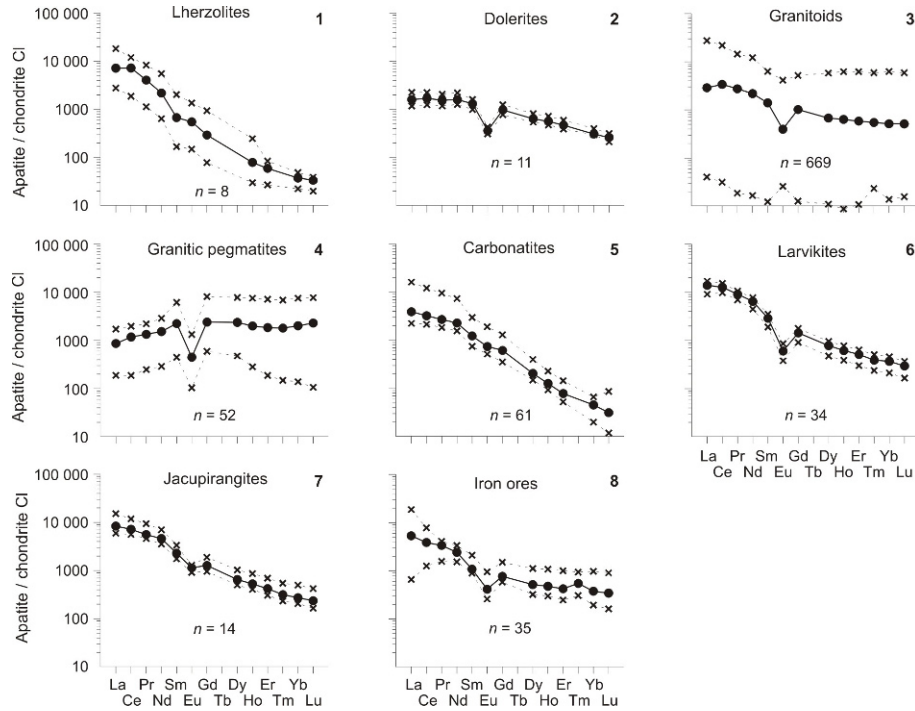 Lherzolites 1
Dolerites 2
Granitoids 3
100 000
10 000
1000
100
10
Apatite / chondrite CI
n = 8
n = 11
n = 669
Granitic pegmatites 4
Carbonatites 5
Larvikites 6
100 000
10 000
1000
100
10
Apatite / chondrite CI
n = 52
n = 61
n = 34
La Pr Sm Gd Dy Er Yb
Ce Nd Eu Tb Ho Tm Lu
Jacupirangites 7
Iron ores 8
100 000
10 000
1000
100
10
Apatite / chondrite CI
n = 14
n = 35
La Pr Sm Gd Dy Er Yb
Ce Nd Eu Tb Ho Tm Lu
La Pr Sm Gd Dy Er Yb
Ce Nd Eu Tb Ho Tm Lu